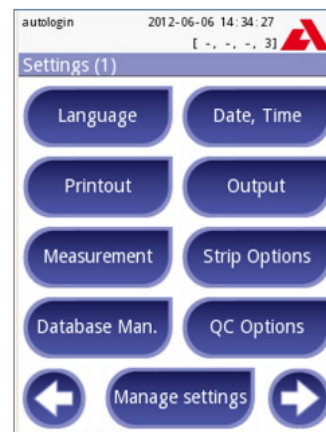 autologin 2012-06-06 14:34:27
[ -, -, -, 3]
Settings (1)
Language Date, Time
Printout Output
Measurement Strip Options
Database Man. QC Options
Manage settings